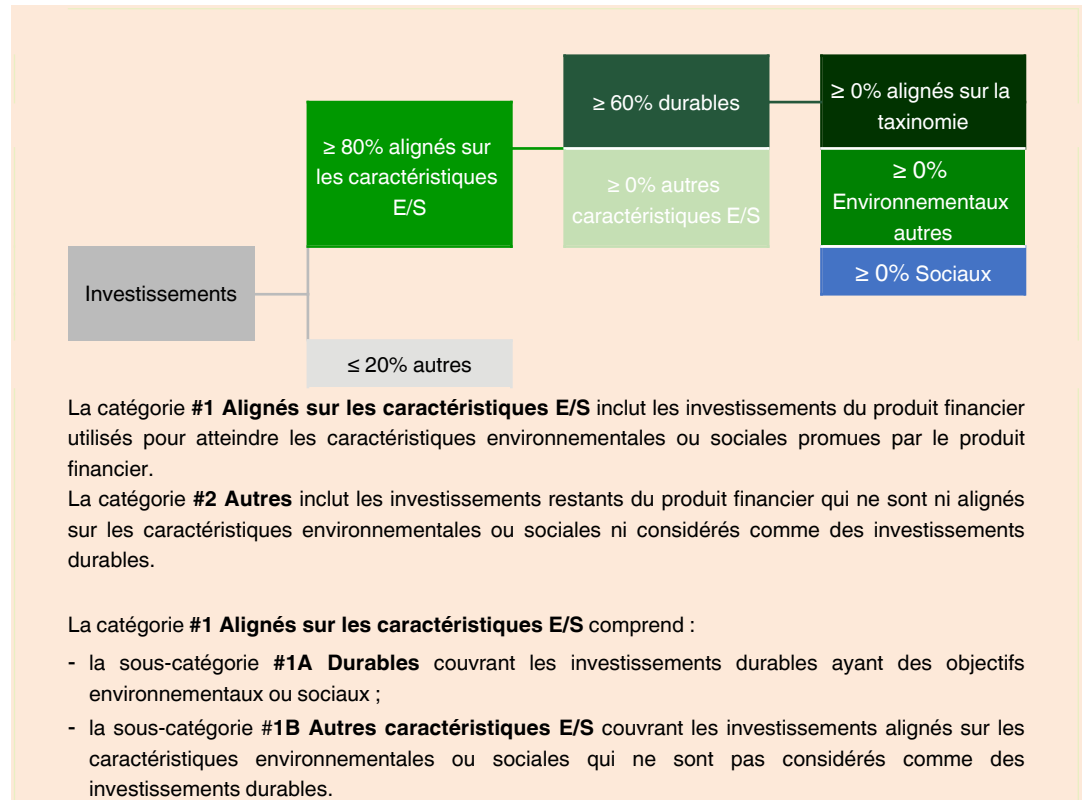 ≥ 80% alignés sur
les caractéristiques
E/S
≥ 60% durables
≥ 0% autres
caractéristiques E/S
≥ 0% alignés sur la
taxinomie
≥ 0%
Environnementaux
autres
≥ 0% Sociaux
Investissements
≤ 20% autres
La catégorie #1 Alignés sur les caractéristiques E/S inclut les investissements du produit financier
utilisés pour atteindre les caractéristiques environnementales ou sociales promues par le produit
financier.
La catégorie #2 Autres inclut les investissements restants du produit financier qui ne sont ni alignés
sur les caractéristiques environnementales ou sociales ni considérés comme des investissements
durables.
La catégorie #1 Alignés sur les caractéristiques E/S comprend :
- la sous-catégorie #1A Durables couvrant les investissements durables ayant des objectifs
environnementaux ou sociaux ;
- la sous-catégorie #1B Autres caractéristiques E/S couvrant les investissements alignés sur les
caractéristiques environnementales ou sociales qui ne sont pas considérés comme des
investissements durables.